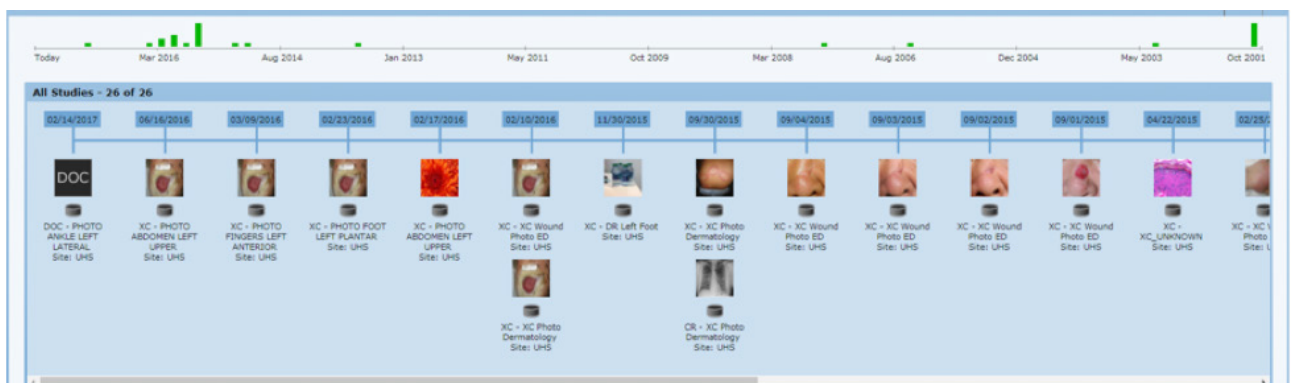 Today Mar 2016 Aug 2014 Jan 2013 May 2011 Oct 2009 Mar 2008 Aug 2006 Dec 2004 May 2003 Oct 2001
All Studies - 26 of 26
02/14/2017 06/16/2016 03/09/2016 02/23/2016 02/17/2016 02/10/2016 11/30/2015 09/30/2015 09/04/2015 09/03/2015 09/02/2015 09/01/2015 04/22/2015 02/25/2
DOC
DOC - PHOTO
ANKLE LEFT
LATERAL
Site: UHS
XC - PHOTO
ABDOMEN LEFT
UPPER
Site: UHS
XC - PHOTO
FINGERS LEFT
ANTERIOR
Site: UHS
XC - PHOTO FOOT
LEFT PLANTAR
Site: UHS
XC - PHOTO
ABDOMEN LEFT
UPPER
Site: UHS
XC - XC Wound
Photo ED
Site: UHS
XC - XC Photo
Dermatology
Site: UHS
XC - DR Left Foot
Site: UHS
XC - XC Photo
Dermatology
Site: UHS
CR - XC Photo
Dermatology
Site: UHS
XC - XC Wound
Photo ED
Site: UHS
XC - XC Wound
Photo ED
Site: UHS
XC - XC Wound
Photo ED
Site: UHS
XC - XC Wound
Photo ED
Site: UHS
XC -
XC_UNKNOWN
Site: UHS
XC - XC
Photo
Site: